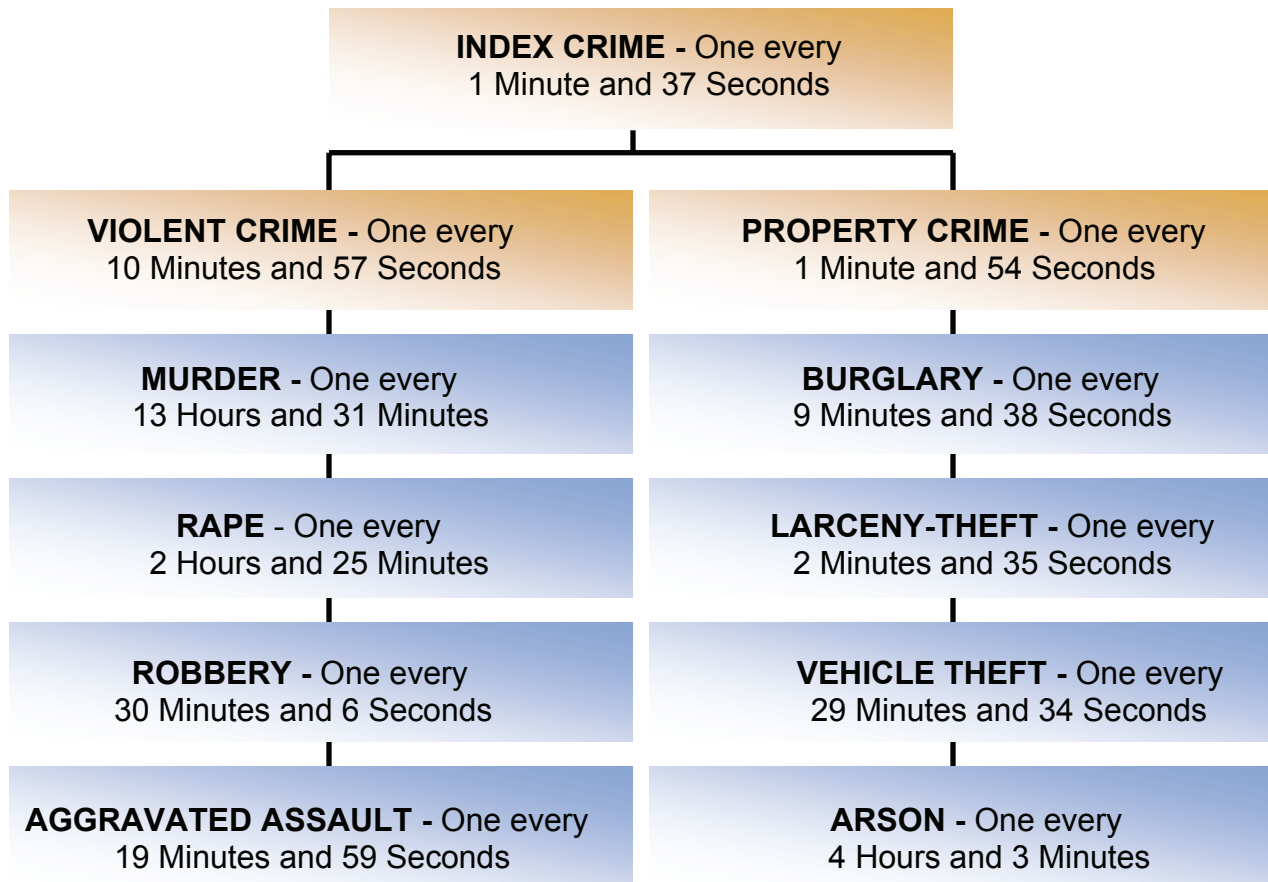 INDEX CRIME - One every
1 Minute and 37 Seconds
VIOLENT CRIME - One every
10 Minutes and 57 Seconds
MURDER - One every
13 Hours and 31 Minutes
RAPE - One every
2 Hours and 25 Minutes
ROBBERY - One every
30 Minutes and 6 Seconds
AGGRAVATED ASSAULT - One every
19 Minutes and 59 Seconds
PROPERTY CRIME - One every
1 Minute and 54 Seconds
BURGLARY - One every
9 Minutes and 38 Seconds
LARCENY-THEFT - One every
2 Minutes and 35 Seconds
VEHICLE THEFT - One every
29 Minutes and 34 Seconds
ARSON - One every
4 Hours and 3 Minutes